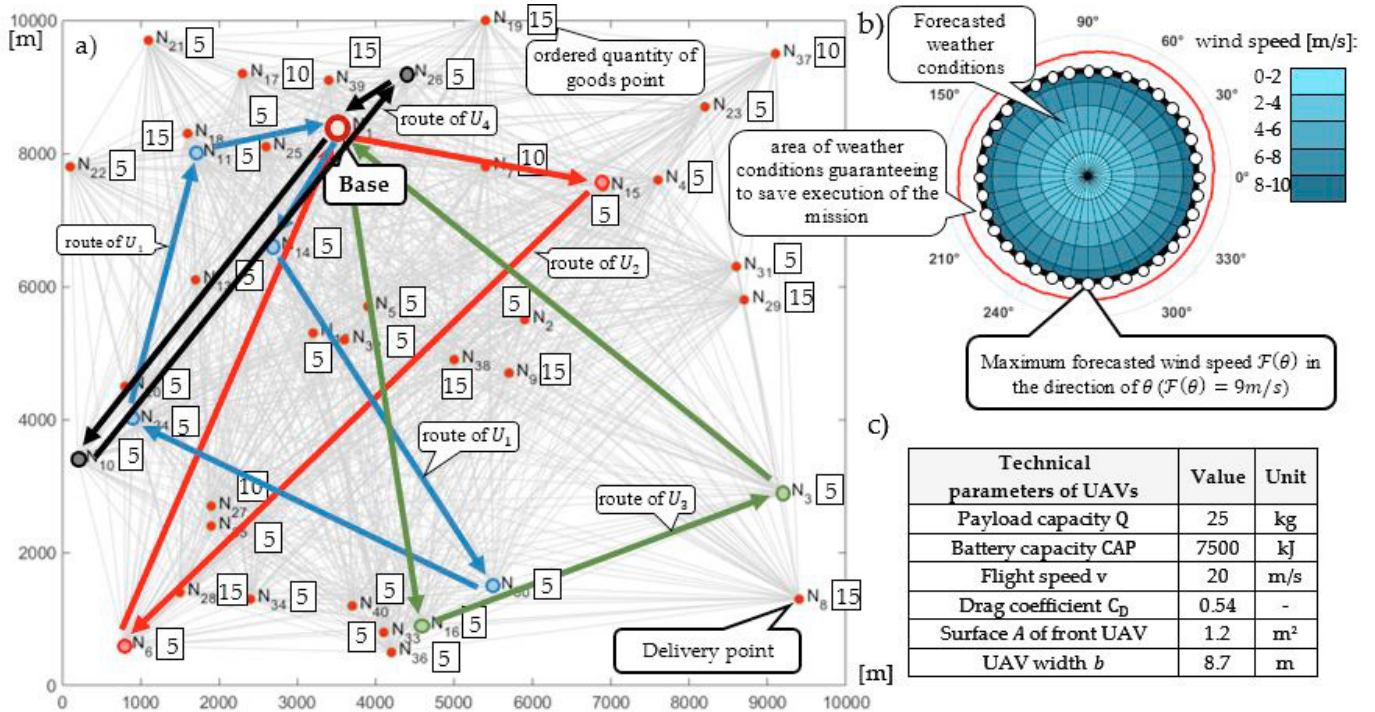 a)
[m]
10000
8000
6000
4000
2000
0
0 1000 2000 3000 4000 5000 6000 7000 8000 9000 10000
[m]
N21 5
N19 15
ordered quantity of
goods point
N37 10
N17 10
15
N39
N26 5
N23 5
route of U4
5
15
N18
N11 5
N25
N22 5
Base
10
N7
N15
5
N4 5
route of U1
N14 5
route of U2
N31 5
N29 15
5
N5 5
5
N2
5
5
N38
15
N9 15
5
5
N10 5
route of U1
10
N27
5
route of U3
N3 5
N28 15
N34 5
5
N40
5
N33
N16 5
N36 5
5
N8 15
N6 5
Delivery point
b)
Forecasted
weather
conditions
area of weather
conditions guaranteeing
to save execution of the
mission
90°
60°
30°
0°
330°
300°
240°
210°
150°
wind speed [m/s]:
0-2
2-4
4-6
6-8
8-10
Maximum forecasted wind speed F(θ) in
the direction of θ (F(θ) = 9m/s)
c)
Technical
parameters of UAVs Value Unit
Payload capacity Q 25 kg
Battery capacity CAP 7500 kJ
Flight speed v 20 m/s
Drag coefficient CD 0.54 -
Surface A of front UAV 1.2 m²
UAV width b 8.7 m